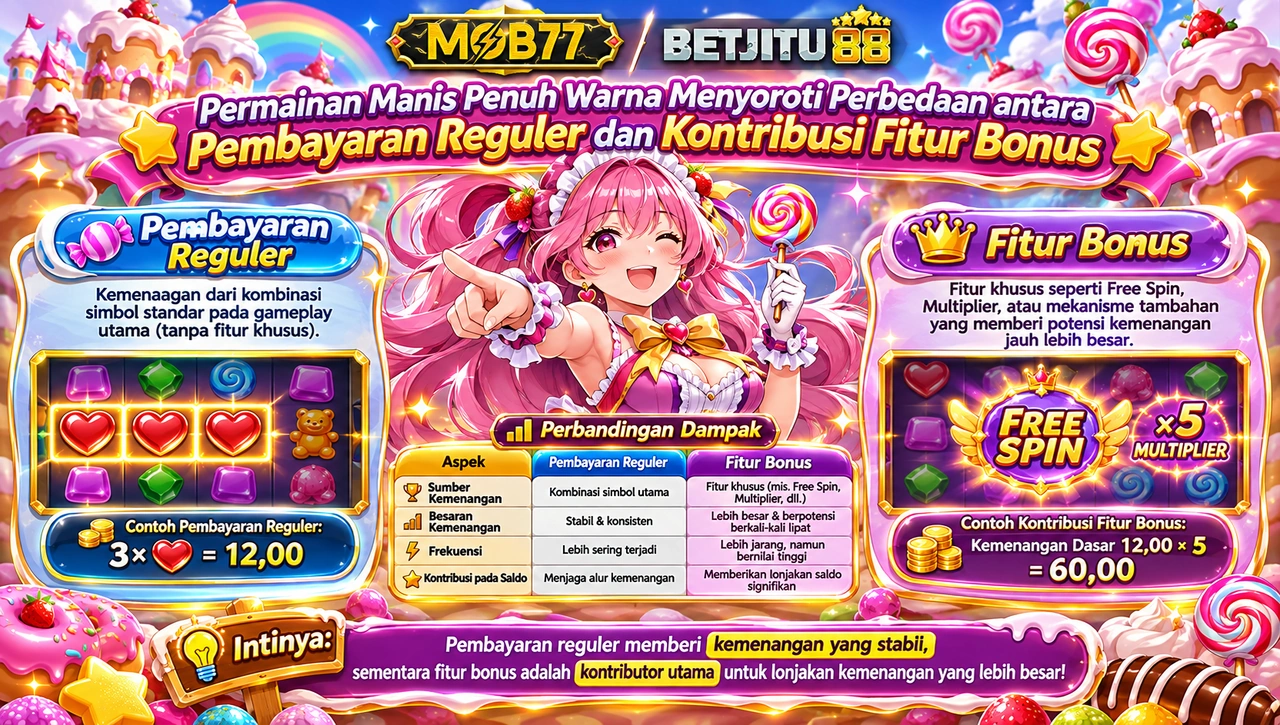 MOB77 / BETJITU88
Permainan Manis Penuh Warna Menyoroti Perbedaan antara
Pembayaran Reguler dan Kontribusi Fitur Bonus
Pembayaran
Reguler
Kemenaagan dari kombinasi
simbol standar pada gameplay
utama (tanpa fitur khusus).
Contoh Pembayaran Reguler:
3× = 12,00
Perbandingan Dampak
Aspek Pembayaran Reguler Fitur Bonus
Sumber
Kemenangan
Kombinasi simbol utama
Fitur khusus (mis. Free Spin,
Multiplier, dll.)
Besaran
Kemenangan
Stabil & konsisten
Lebih besar & berpotensi
berkali-kali lipat
Frekuensi
Lebih sering terjadi
Lebih jarang, namun
bernilai tinggi
Kontribusi pada Saldo
Menjaga alur kemenangan
Memberikan lonjakan saldo
signifikan
Fitur Bonus
Fitur khusus seperti Free Spin,
Multiplier, atau mekanisme tambahan
yang memberi potensi kemenangan
jauh lebih besar.
FREE
SPIN
×5
MULTIPLIER
Contoh Kontribusi Fitur Bonus:
Kemenangan Dasar 12,00 × 5
= 60,00
Intinya:
Pembayaran reguler memberi kemenangan yang stabii,
sementara fitur bonus adalah kontributor utama untuk lonjakan kemenangan yang lebih besar!